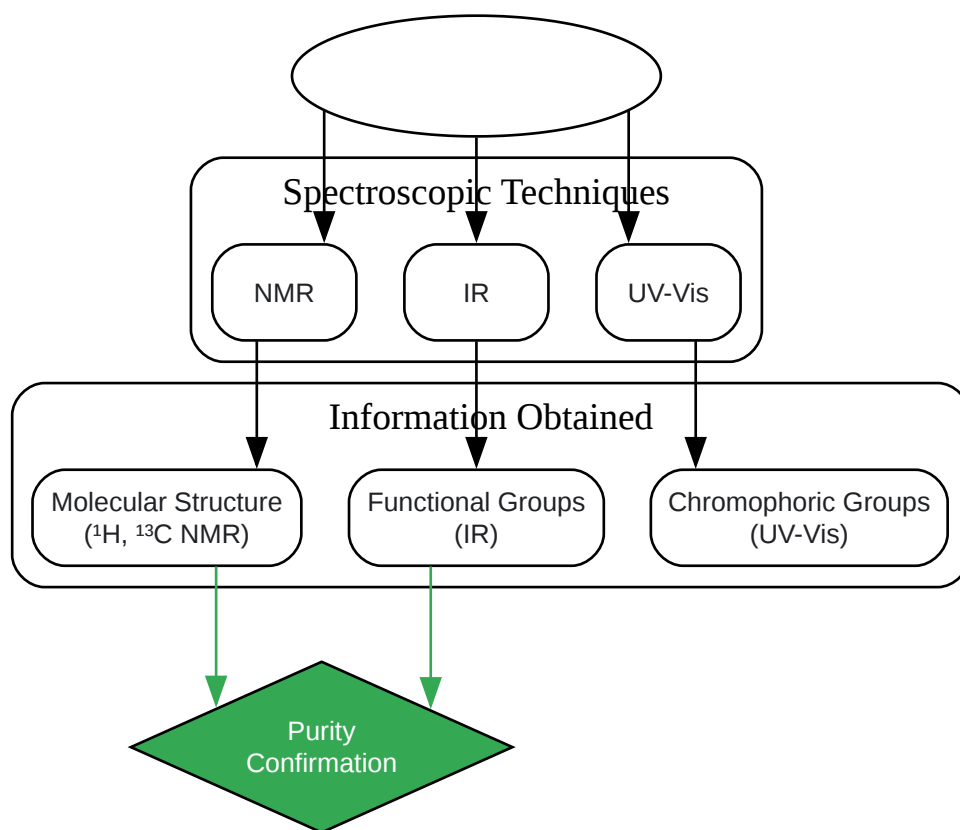 Spectroscopic Techniques
NMR
IR
UV-Vis
Information Obtained
Molecular Structure
(¹H, ¹³C NMR)
Functional Groups
(IR)
Chromophoric Groups
(UV-Vis)
Purity
Confirmation